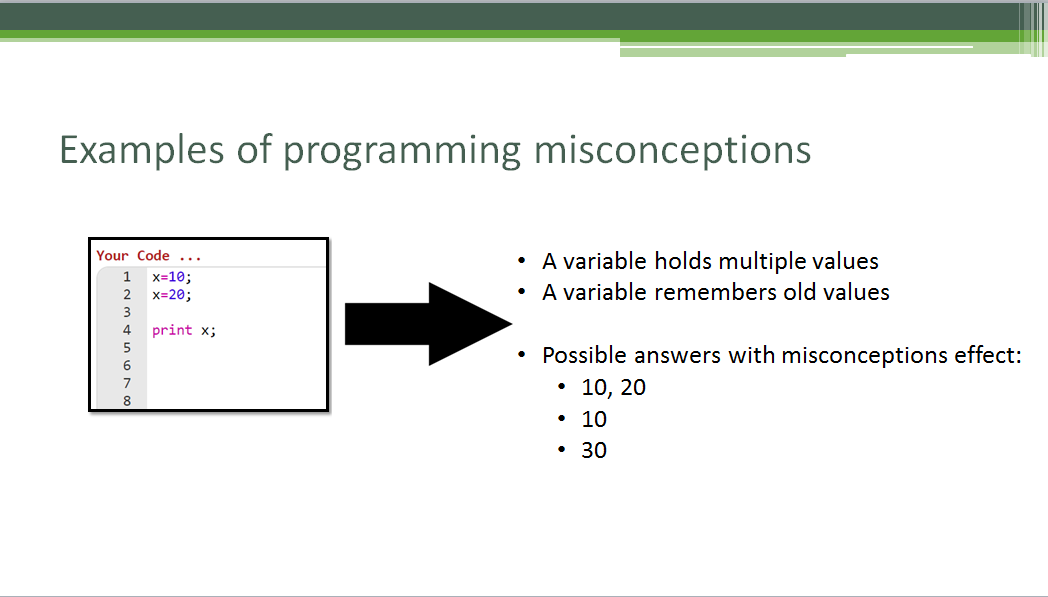 Examples of programming misconceptions
Your Code ...
1 x=10;
2 x=20;
3
4 print x;
5
6
7
8
• A variable holds multiple values
• A variable remembers old values
• Possible answers with misconceptions effect:
• 10, 20
• 10
• 30